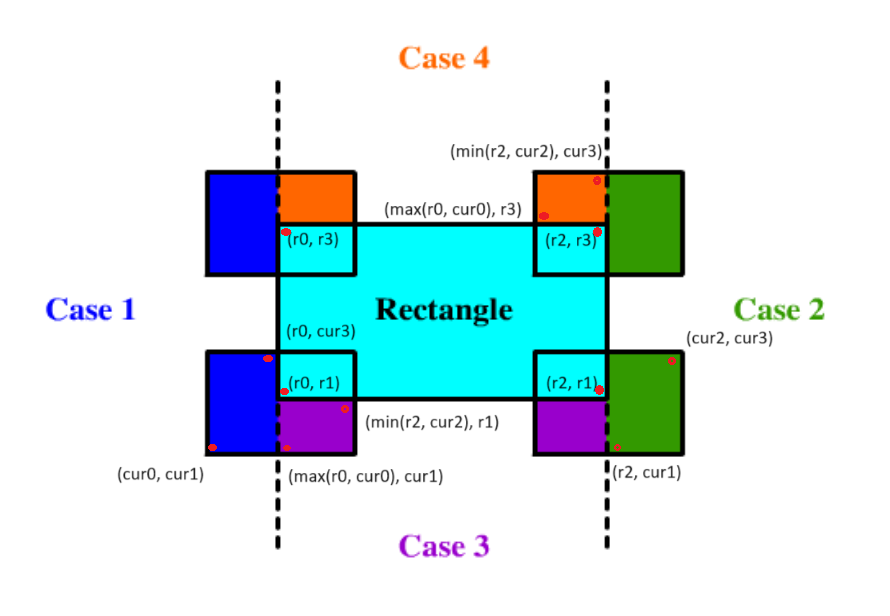 Case 4
(min(r2, cur2), cur3)
(max(r0, cur0), r3)
(r0, r3)
(r2, r3)
Case 1
Rectangle
Case 2
(r0, cur3)
(cur2, cur3)
(r0, r1)
(r2, r1)
(min(r2, cur2), r1)
(cur0, cur1)
(max(r0, cur0), cur1)
(r2, cur1)
Case 3